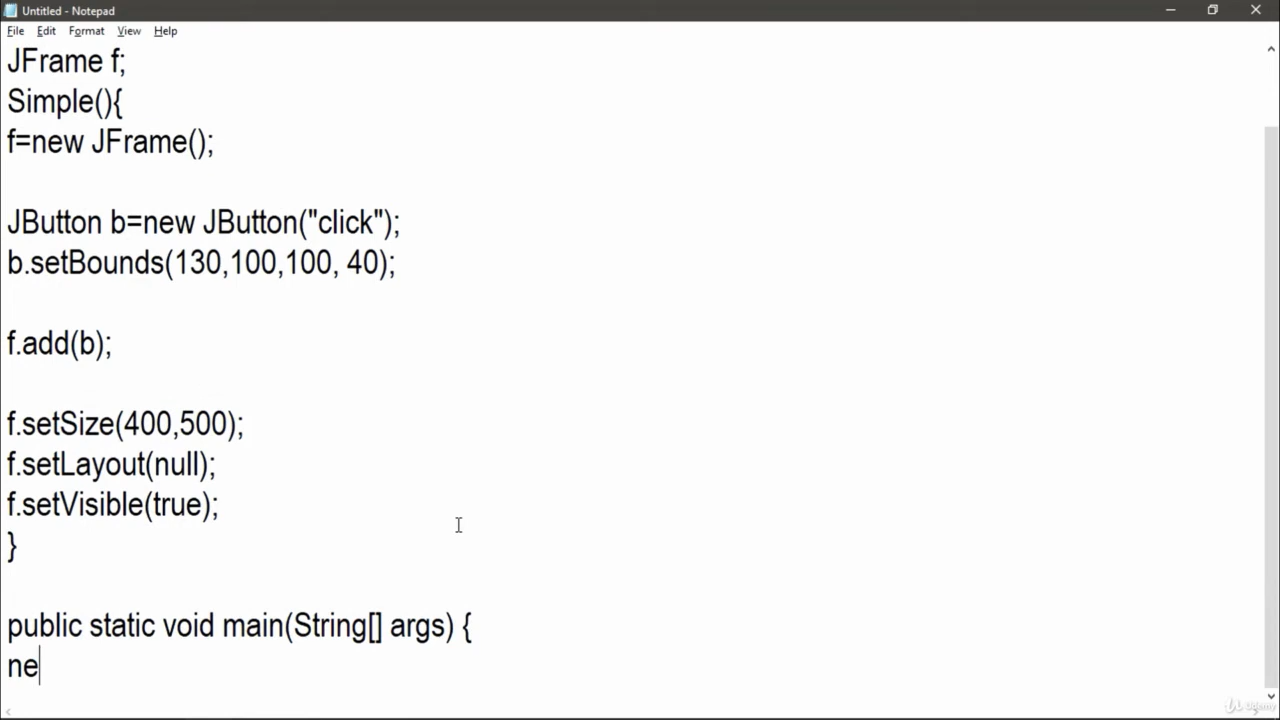 Untitled - Notepad
File Edit Format View Help
JFrame f;
Simple(){
f=new JFrame();
JButton b=new JButton("click");
b.setBounds(130,100,100, 40);
f.add(b);
f.setSize(400,500);
f.setLayout(null);
f.setVisible(true);
}
public static void main(String[] args) {
ne
Udemy